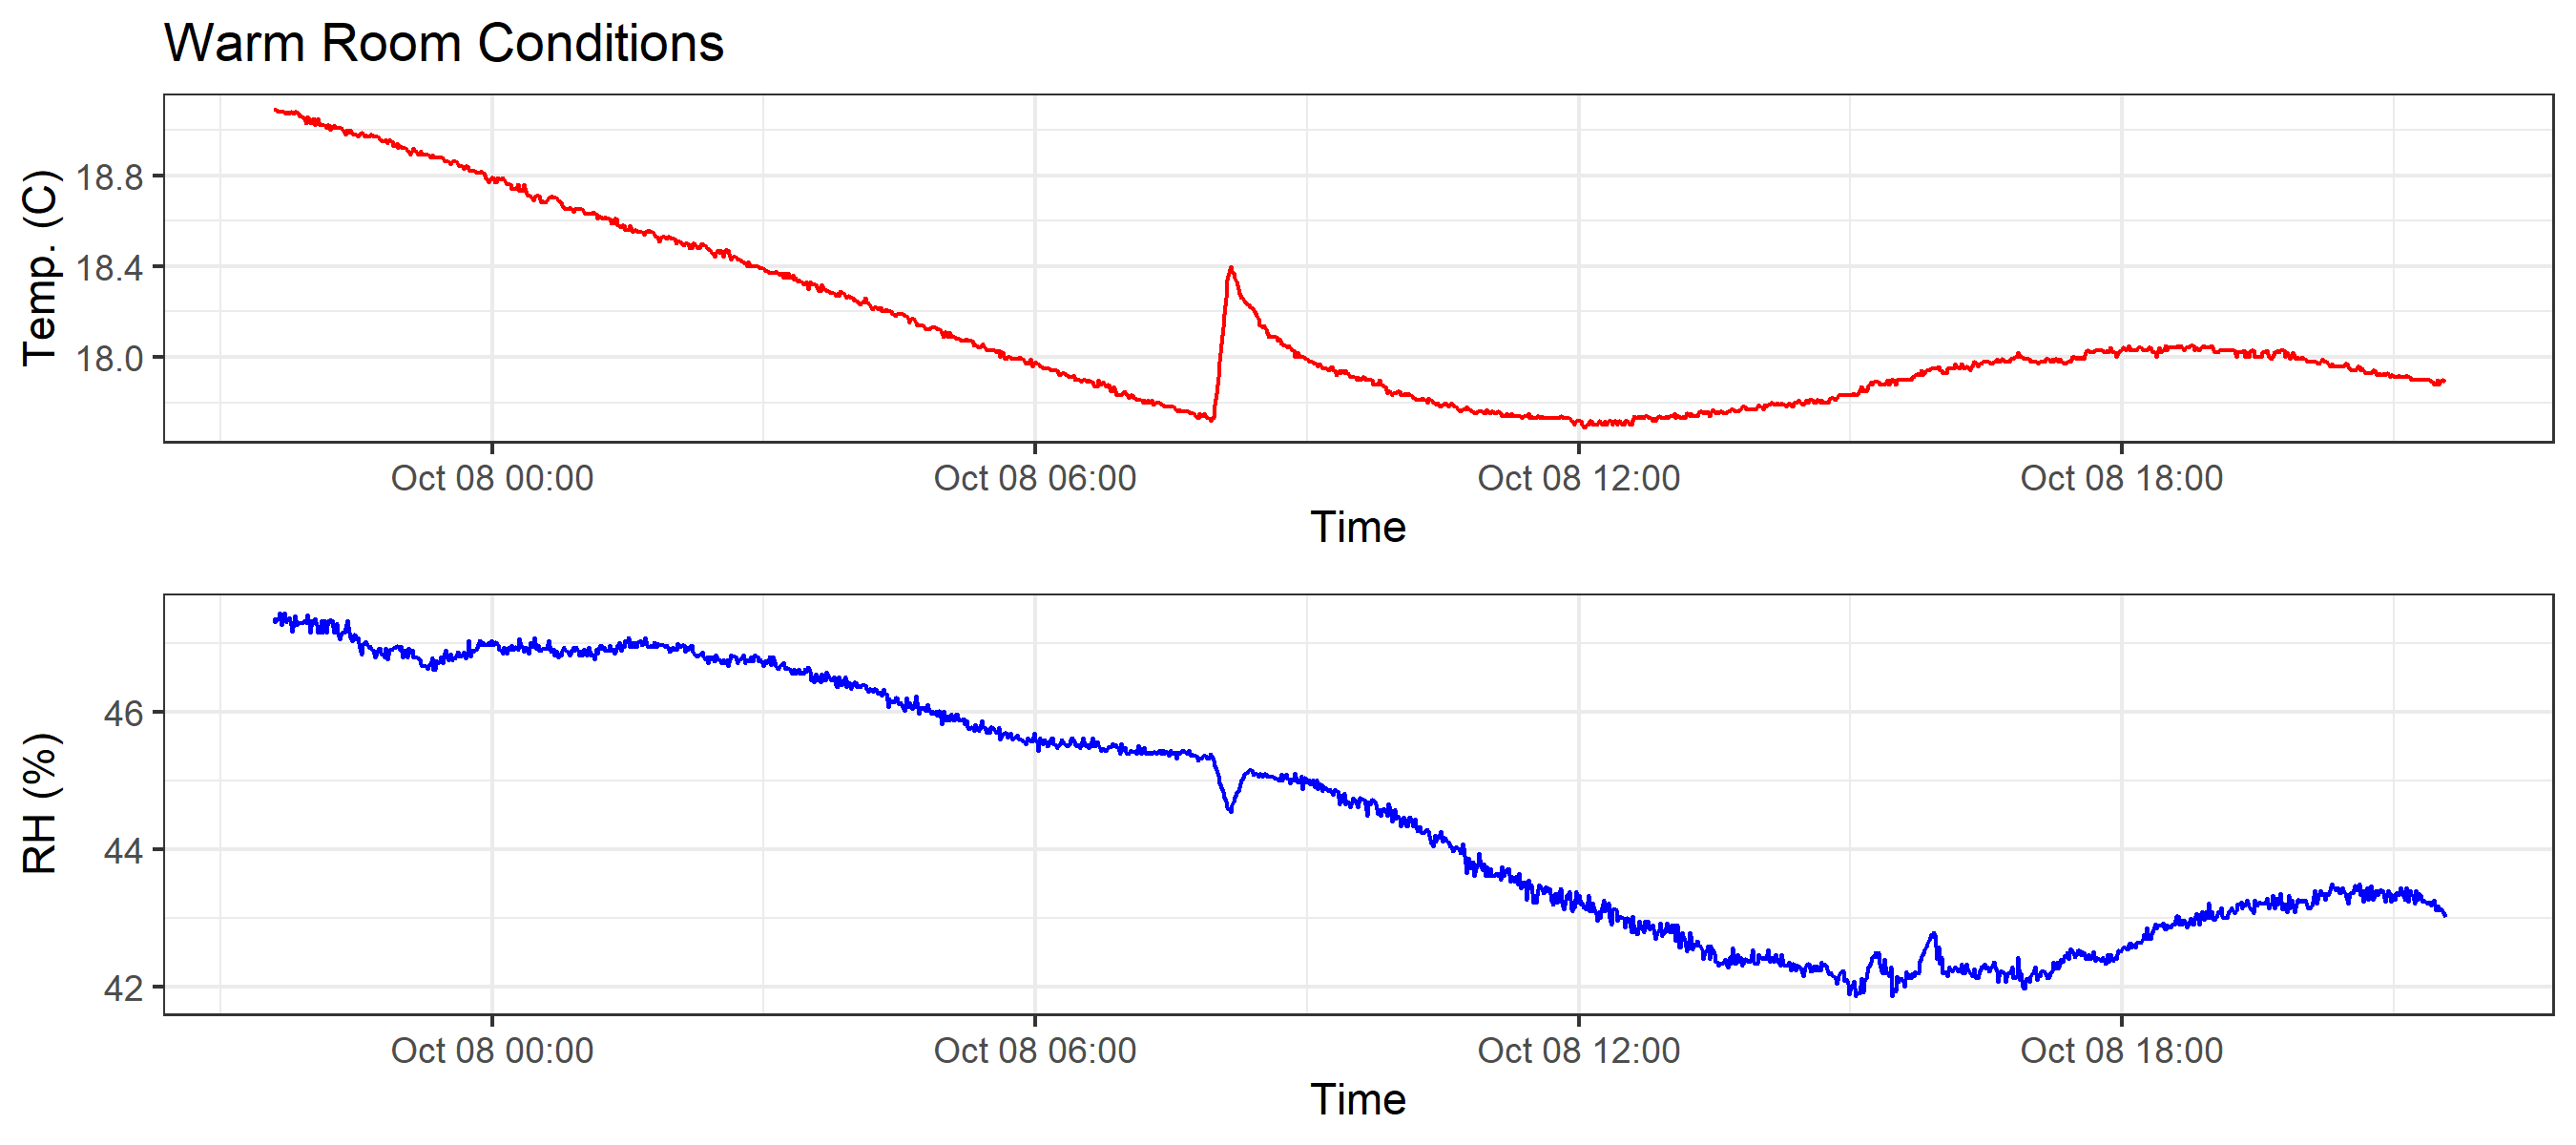 Warm Room Conditions
Temp. (C)
18.8
18.4
18.0
Oct 08 00:00 Oct 08 06:00 Oct 08 12:00 Oct 08 18:00
Time
RH (%)
46
44
42
Oct 08 00:00 Oct 08 06:00 Oct 08 12:00 Oct 08 18:00
Time